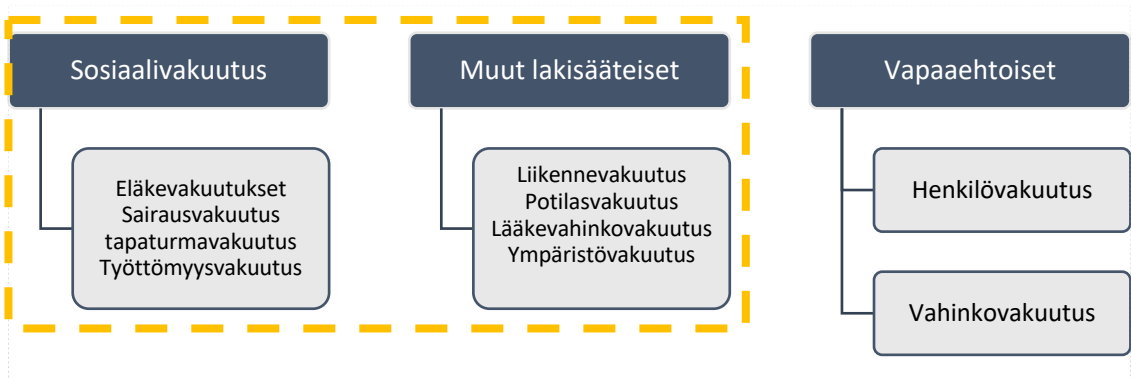 Sosiaalivakuutus
Eläkevakuutukset
Sairausvakuutus
tapaturmavakuutus
Työttömyysvakuutus
Muut lakisääteiset
Liikennevakuutus
Potilasvakuutus
Lääkevahinkovakuutus
Ympäristövakuutus
Vapaaehtoiset
Henkilövakuutus
Vahinkovakuutus